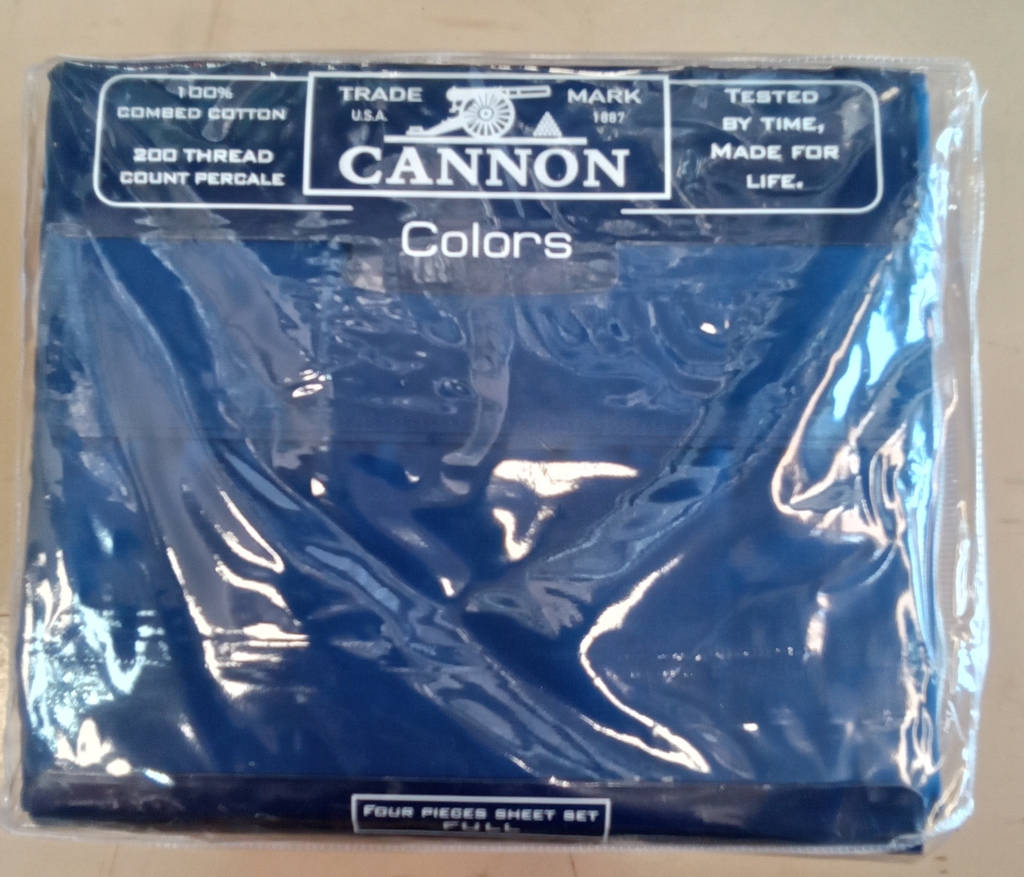 100%
COMBED COTTON
200 THREAD
COUNT PERCALE
TRADE MARK
U.S.A. 1887
CANNON
TESTED
BY TIME,
MADE FOR
LIFE.
Colors
FOUR PIECES SHEET SET
FULL